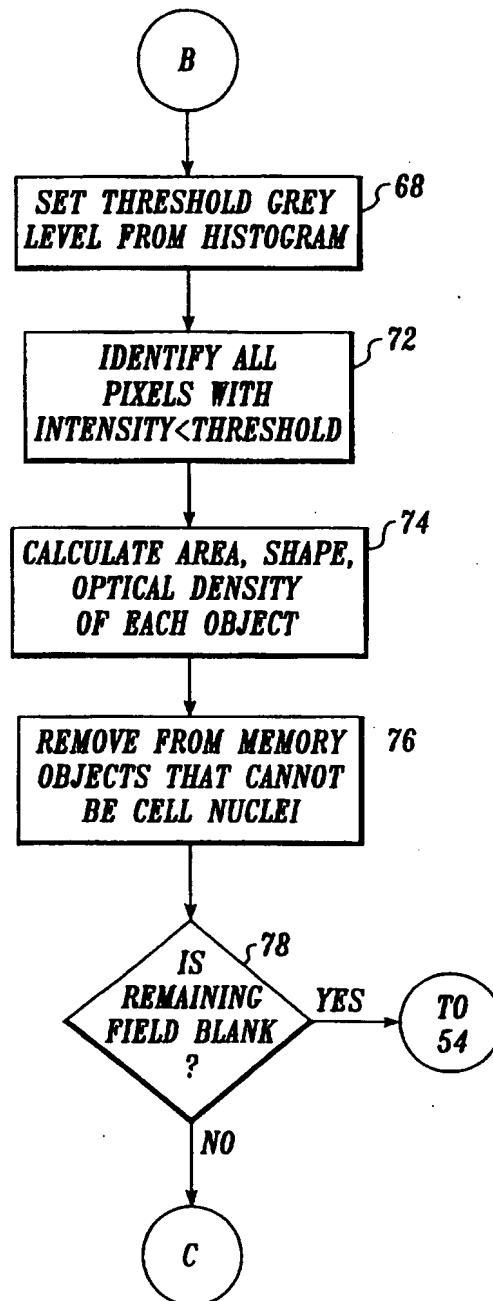 B
SET THRESHOLD GREY
LEVEL FROM HISTOGRAM
68
IDENTIFY ALL
PIXELS WITH
INTENSITY<THRESHOLD
72
CALCULATE AREA, SHAPE,
OPTICAL DENSITY
OF EACH OBJECT
74
REMOVE FROM MEMORY
OBJECTS THAT CANNOT
BE CELL NUCLEI
76
IS
REMAINING
FIELD BLANK
?
78
YES
TO
54
NO
C